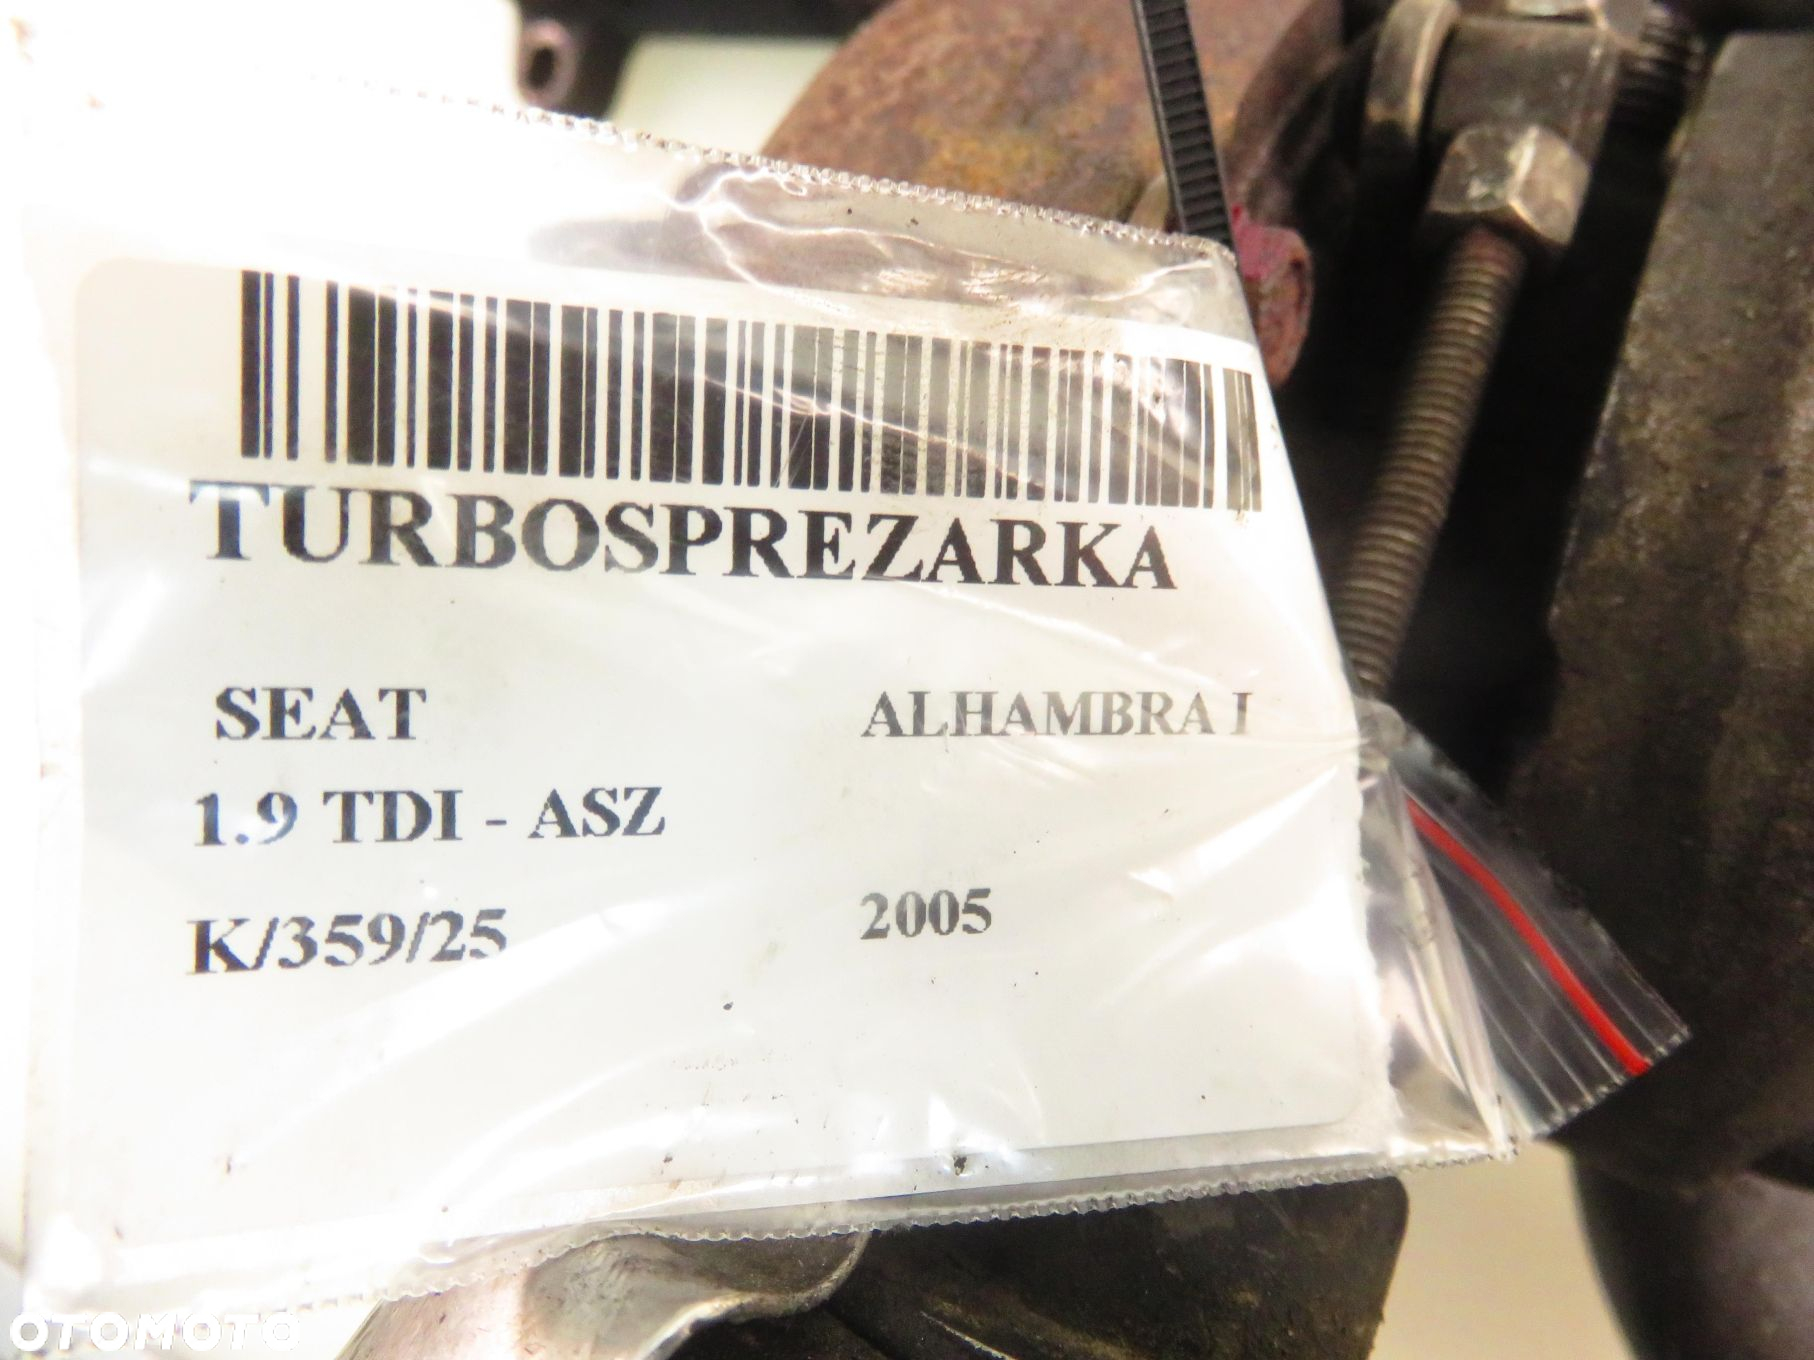 TURBOSPREZARKA
SEAT ALHAMBRA I
1.9 TDI - ASZ
K/359/25 2005
OTOMOTO